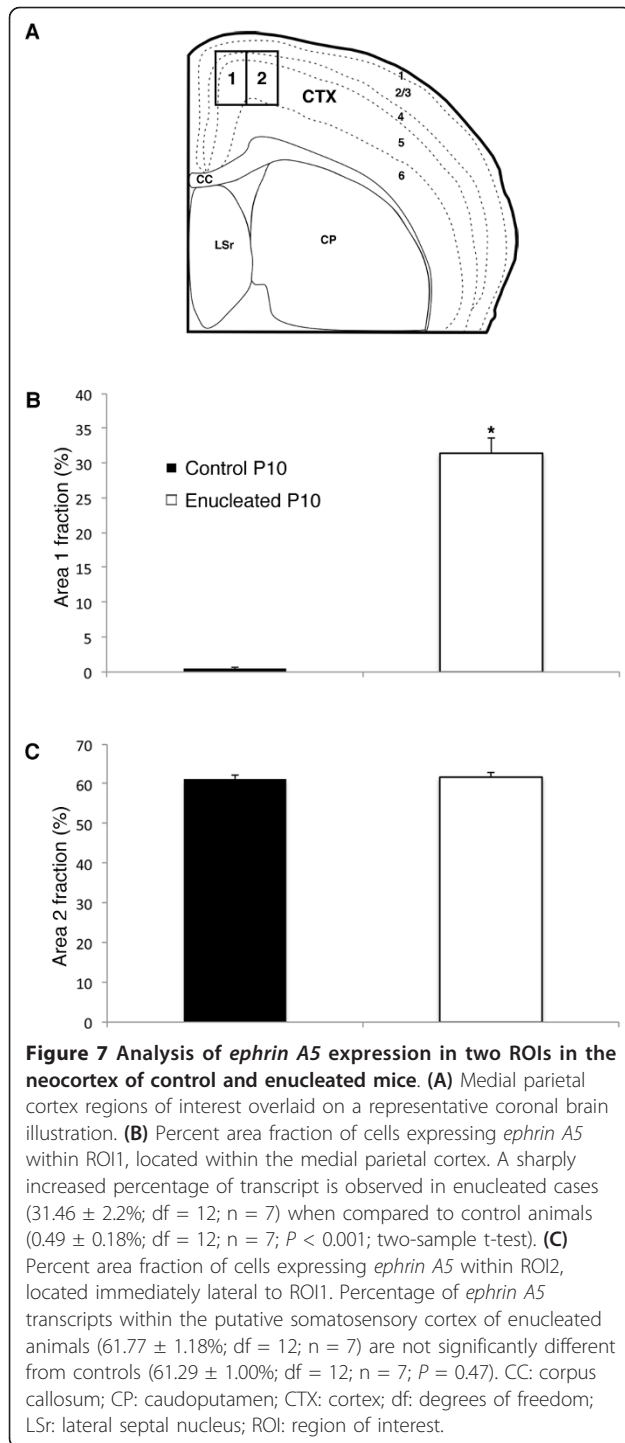 A
1
2
CTX
1
2/3
4
5
6
CC
LSr
CP
B
40
35
30
25
20
15
10
5
0
Area 1 fraction (%)
*
■ Control P10
□ Enucleated P10
C
70
60
50
40
30
20
10
0
Area 2 fraction (%)
Figure 7 Analysis of ephrin A5 expression in two ROIs in the
neocortex of control and enucleated mice. (A) Medial parietal
cortex regions of interest overlaid on a representative coronal brain
illustration. (B) Percent area fraction of cells expressing ephrin A5
within ROI1, located within the medial parietal cortex. A sharply
increased percentage of transcript is observed in enucleated cases
(31.46 ± 2.2%; df = 12; n = 7) when compared to control animals
(0.49 ± 0.18%; df = 12; n = 7; P < 0.001; two-sample t-test). (C)
Percent area fraction of cells expressing ephrin A5 within ROI2,
located immediately lateral to ROI1. Percentage of ephrin A5
transcripts within the putative somatosensory cortex of enucleated
animals (61.77 ± 1.18%; df = 12; n = 7) are not significantly different
from controls (61.29 ± 1.00%; df = 12; n = 7; P = 0.47). CC: corpus
callosum; CP: caudoputamen; CTX: cortex; df: degrees of freedom;
LSr: lateral septal nucleus; ROI: region of interest.